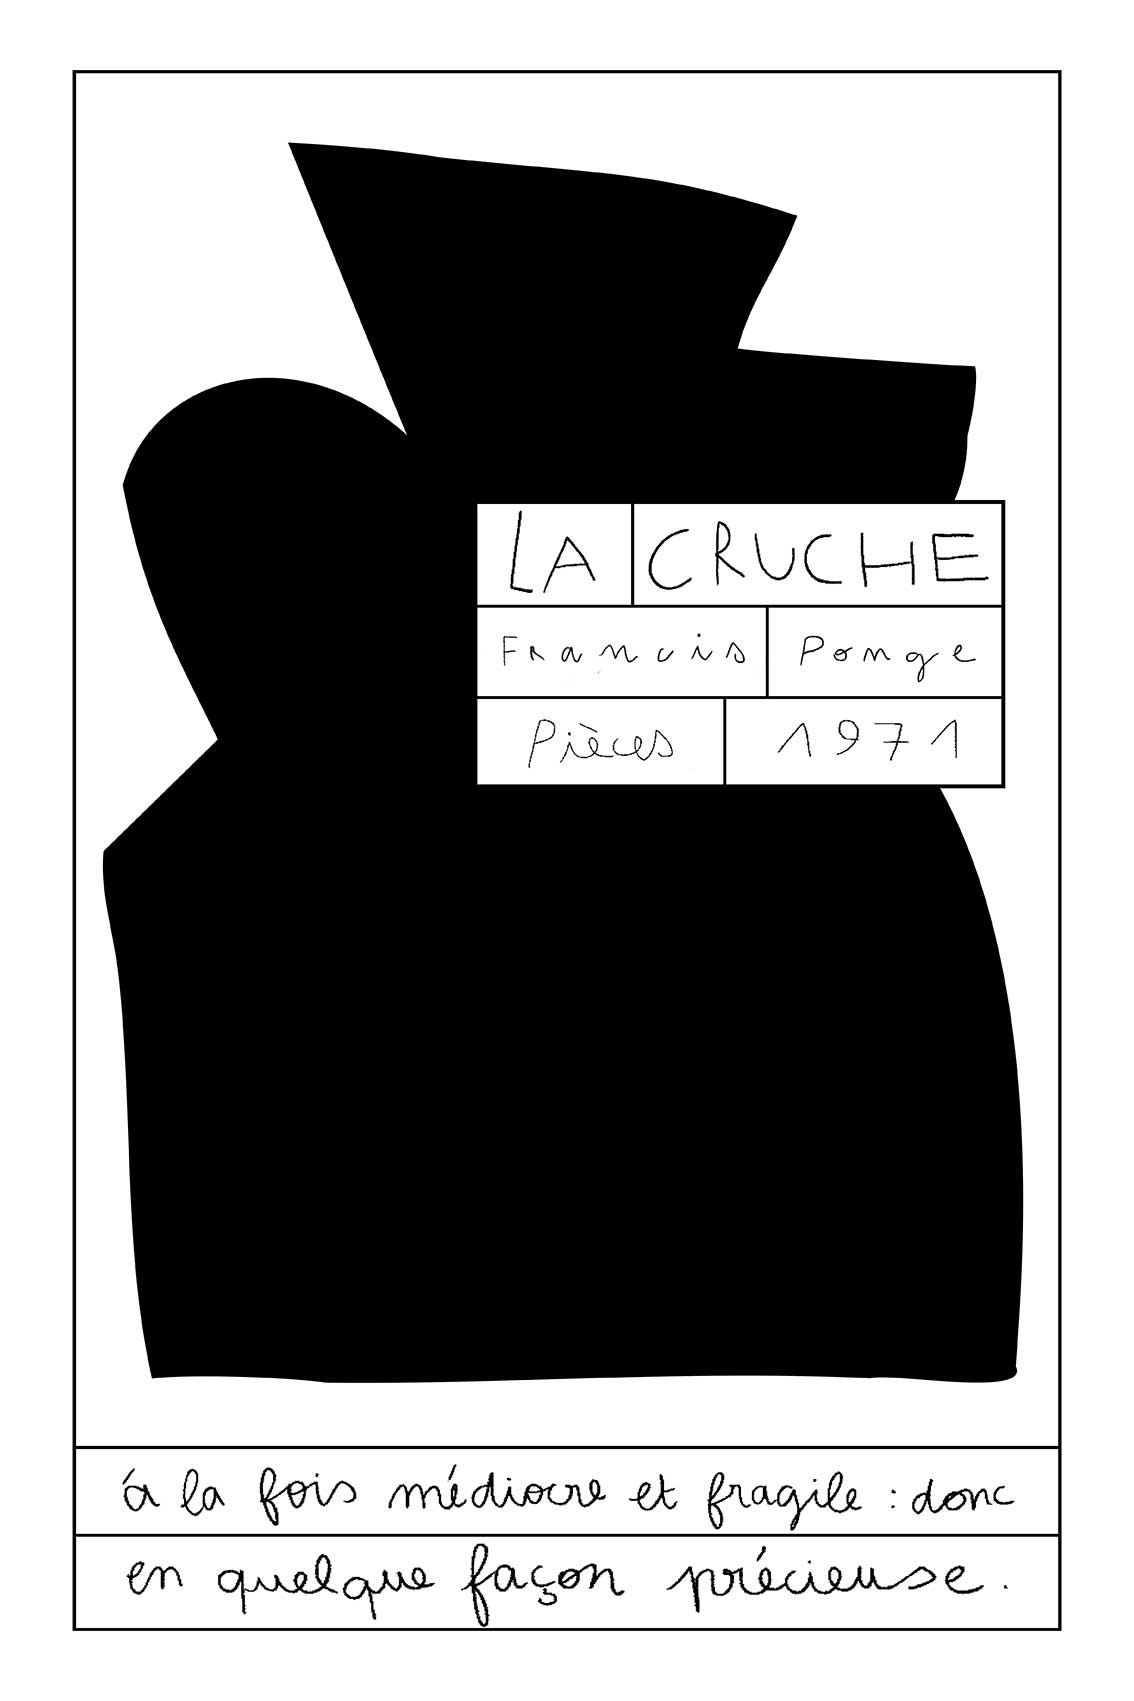 LA CRUCHE
Francis Ponge
Pièces 1971
à la fois médiocre et fragile : donc
en quelque façon précieuse.